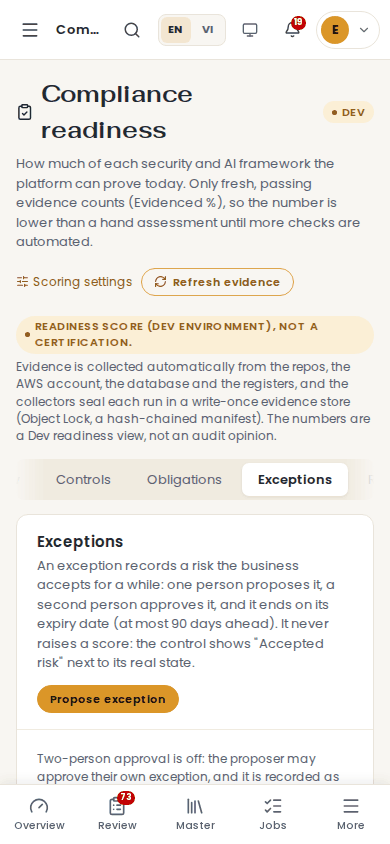 Com...
EN
VI
19
E
Compliance
readiness
DEV
How much of each security and AI framework the
platform can prove today. Only fresh, passing
evidence counts (Evidenced %), so the number is
lower than a hand assessment until more checks are
automated.
Scoring settings
Refresh evidence
READINESS SCORE (DEV ENVIRONMENT), NOT A
CERTIFICATION.
Evidence is collected automatically from the repos, the
AWS account, the database and the registers, and the
collectors seal each run in a write-once evidence store
(Object Lock, a hash-chained manifest). The numbers are
a Dev readiness view, not an audit opinion.
Controls
Obligations
Exceptions
Exceptions
An exception records a risk the business
accepts for a while: one person proposes it, a
second person approves it, and it ends on its
expiry date (at most 90 days ahead). It never
raises a score: the control shows "Accepted
risk" next to its real state.
Propose exception
Two-person approval is off: the proposer may
approve their own exception, and it is recorded as
73
Overview
Review
Master
Jobs
More